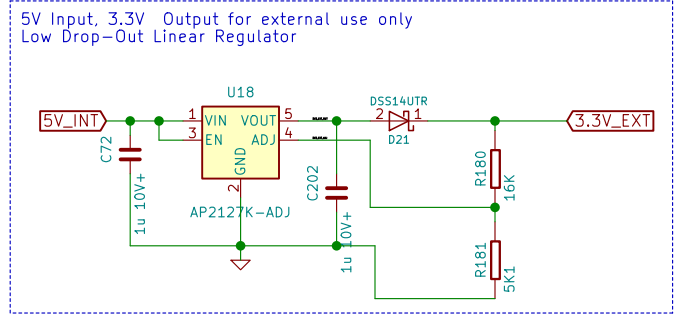 5V Input, 3.3V Output for external use only
Low Drop-Out Linear Regulator
U18
DSS14UTR
5V_INT
1
VIN
VOUT
5
2
1
3.3V_EXT
3
EN
ADJ
4
D21
C72
GND
2
C202
R180
16K
1u 10V+
AP2127K-ADJ
1u 10V+
R181
5K1